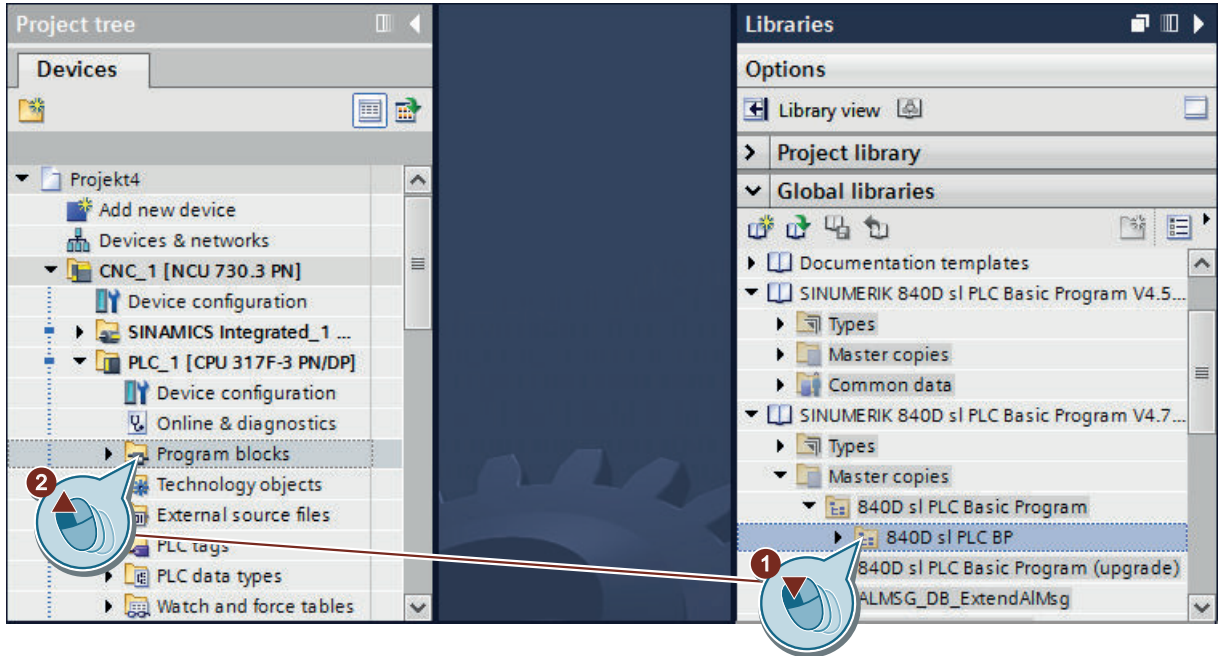 Project tree
Devices
Projekt4
Add new device
Devices & networks
CNC_1 [NCU 730.3 PN]
Device configuration
SINAMICS Integrated_1 ...
PLC_1 [CPU 317F-3 PN/DP]
Device configuration
Online & diagnostics
Program blocks
2
Technology objects
External source files
PLC tags
PLC data types
Watch and force tables
Libraries
Options
Library view
Project library
Global libraries
Documentation templates
SINUMERIK 840D sl PLC Basic Program V4.5...
Types
Master copies
Common data
SINUMERIK 840D sl PLC Basic Program V4.7...
Types
Master copies
840D sl PLC Basic Program
840D sl PLC BP
1
840D sl PLC Basic Program (upgrade)
ALMSG_DB_ExtendAlMsg